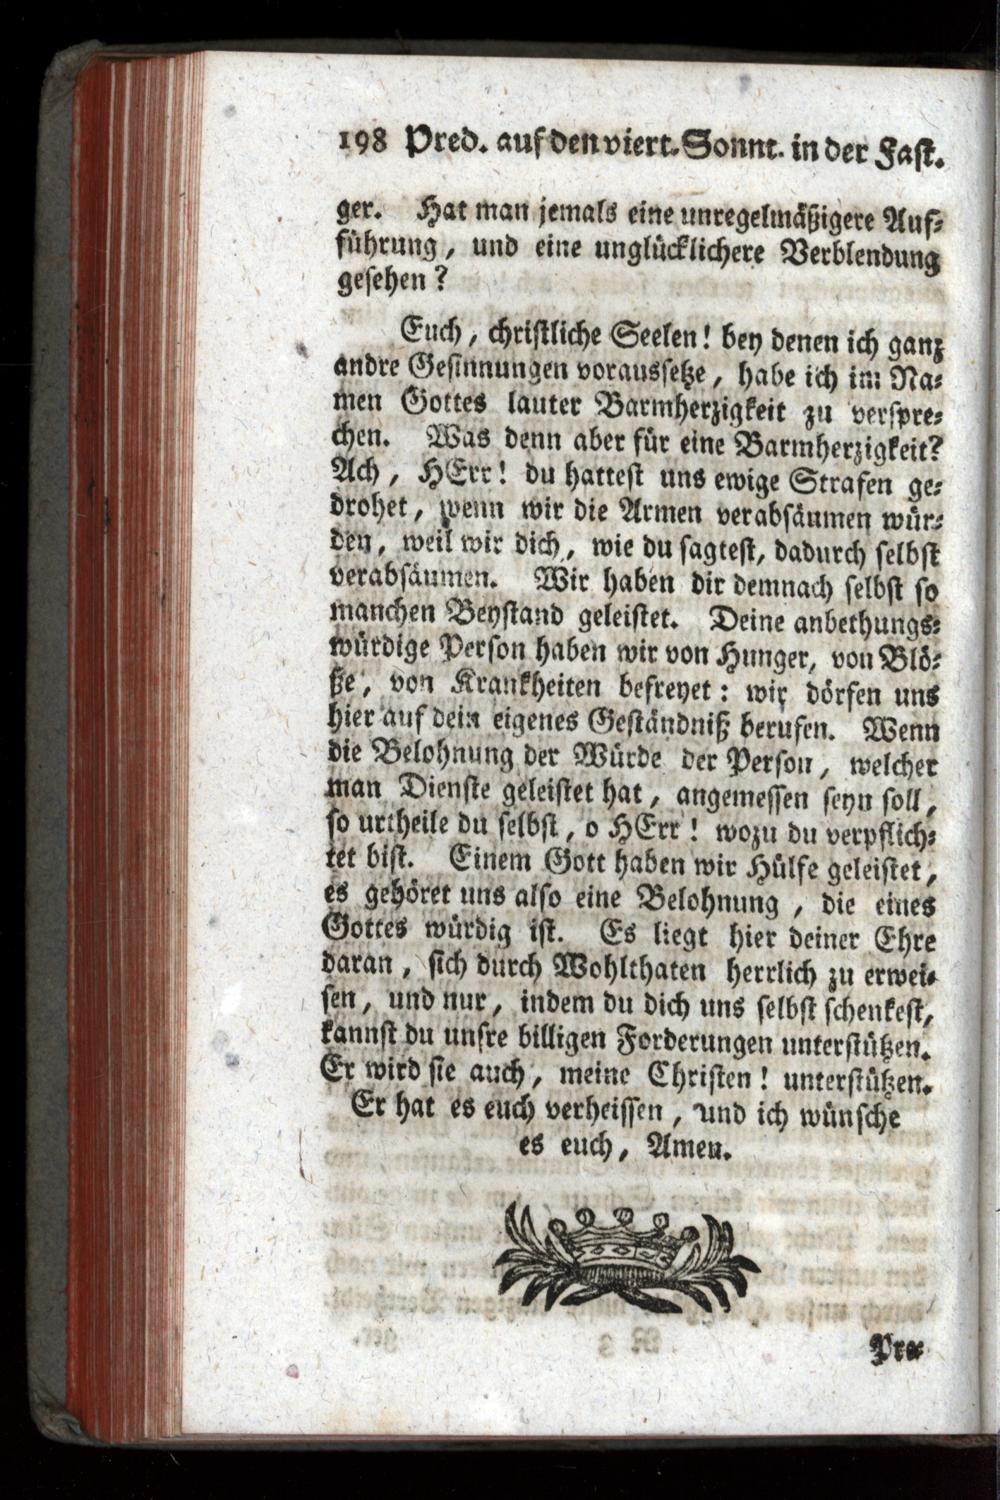 198 Pred. auf den viert. Sonnt. in der Fast.
ger. Hat man jemals eine unregelmäßigere Auf-
führung, und eine unglücklichere Verblendung
gesehen?
Euch, christliche Seelen! bey denen ich ganz
andre Gesinnungen voraussetze, habe ich im Na-
men Gottes lauter Barmherzigkeit zu verspre-
chen. Was denn aber für eine Barmherzigkeit?
Ach, HErr! du hattest uns ewige Strafen ge-
drohet, wenn wir die Armen verabsäumen wür-
den, weil wir dich, wie du sagtest, dadurch selbst
verabsäumen. Wir haben dir demnach selbst so
manchen Beystand geleistet. Deine anbethungs-
würdige Person haben wir von Hunger, von Blö-
ße, von Krankheiten befreyet: wir dörfen uns
hier auf dein eigenes Geständniß berufen. Wenn
die Belohnung der Würde der Person, welcher
man Dienste geleistet hat, angemessen seyn soll,
so urtheile du selbst, o HErr! wozu du verpflich-
tet bist. Einem Gott haben wir Hülfe geleistet,
es gehöret uns also eine Belohnung, die eines
Gottes würdig ist. Es liegt hier deiner Ehre
daran, sich durch Wohlthaten herrlich zu erwei-
sen, und nur, indem du dich uns selbst schenkest,
kannst du unsre billigen Forderungen unterstützen.
Er wird sie auch, meine Christen! unterstützen.
Er hat es euch verheissen, und ich wünsche
es euch, Amen.
Pre-